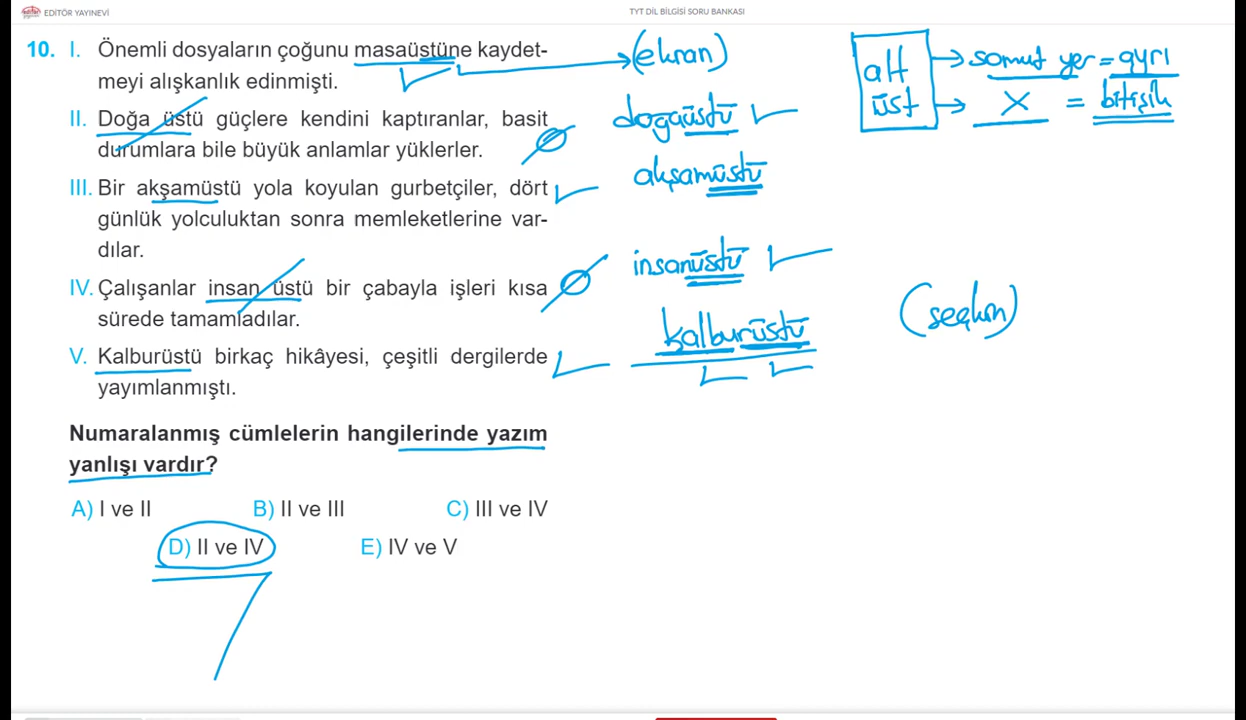 EDİTÖR YAYINEVİ
TYT DİL BİLGİSİ SORU BANKASI
10. I. Önemli dosyaların çoğunu masaüstüne kaydet-
meyi alışkanlık edinmişti.
II. Doğa üstü güçlere kendini kaptıranlar, basit
durumlara bile büyük anlamlar yüklerler.
III. Bir akşamüstü yola koyulan gurbetçiler, dört
günlük yolculuktan sonra memleketlerine var-
dılar.
IV. Çalışanlar insan üstü bir çabayla işleri kısa
sürede tamamladılar.
V. Kalburüstü birkaç hikâyesi, çeşitli dergilerde
yayımlanmıştı.
Numaralanmış cümlelerin hangilerinde yazım
yanlışı vardır?
A) I ve II B) II ve III C) III ve IV
D) II ve IV E) IV ve V
(ekran)
doğaüstü
akşamüstü
insanüstü
kalburüstü
(seçkin)
alt → somut yer = ayrı
üst → X = bitişik